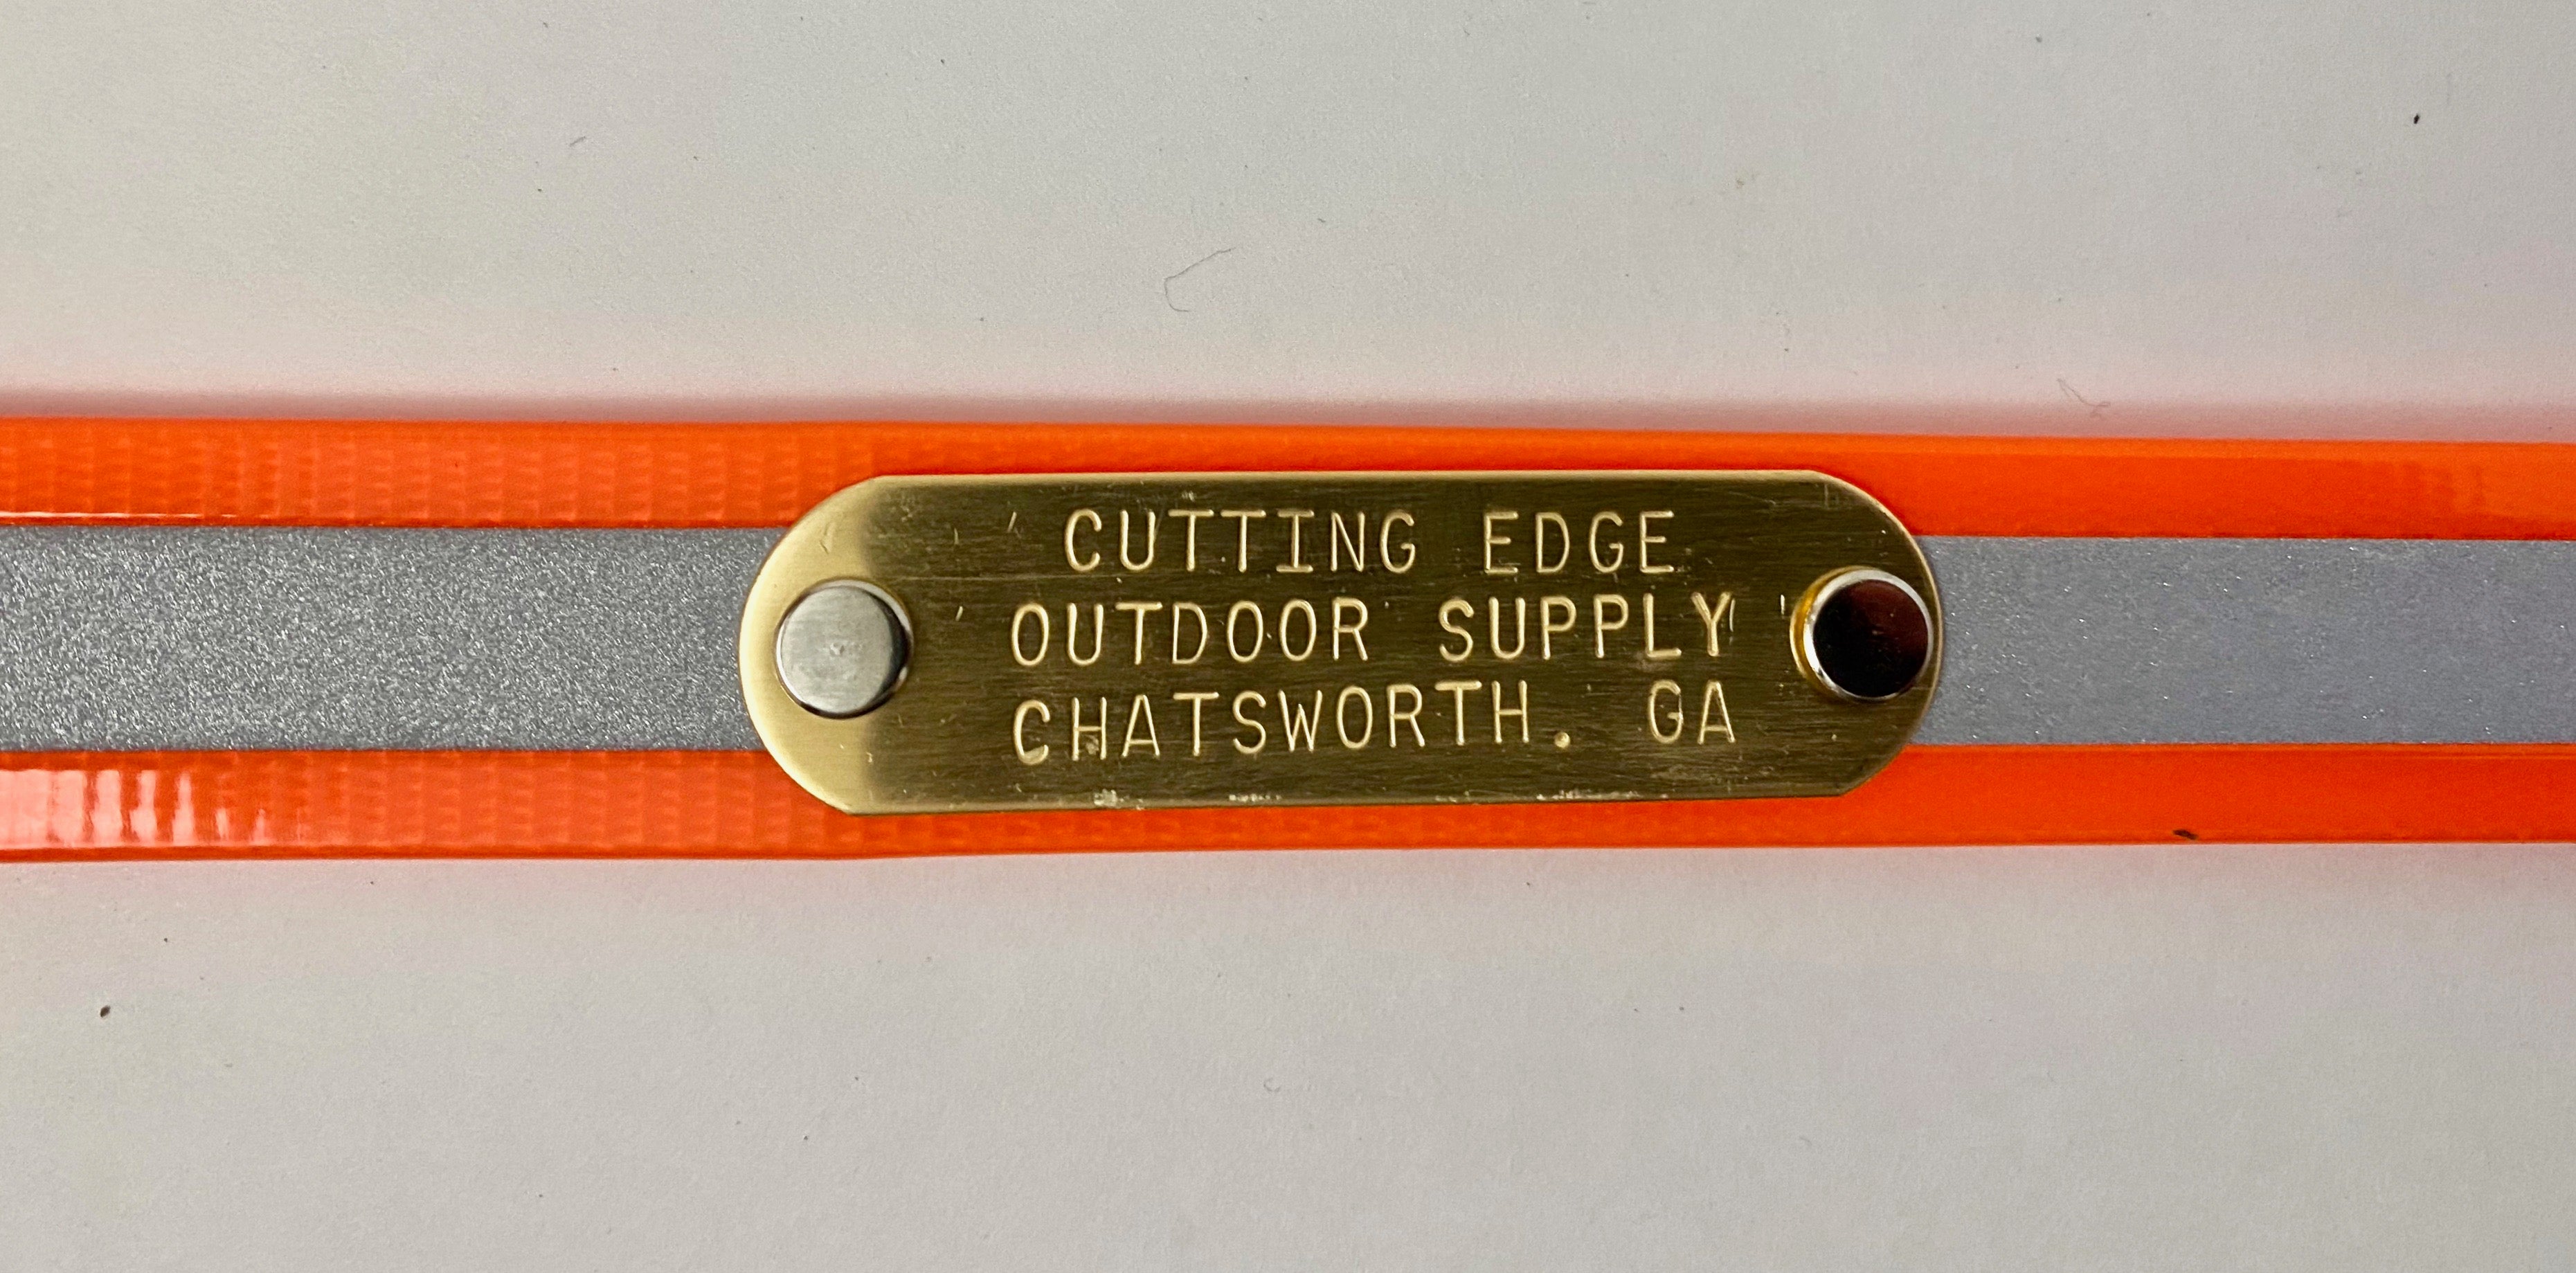 CUTTING EDGE
OUTDOOR SUPPLY
CHATSWORTH. GA